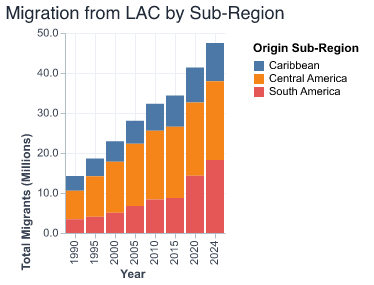 Migration from LAC by Sub-Region
Total Migrants (Millions)
50.0
40.0
30.0
20.0
10.0
0.0
1990
1995
2000
2005
2010
2015
2020
2024
Year
Origin Sub-Region
Caribbean
Central America
South America